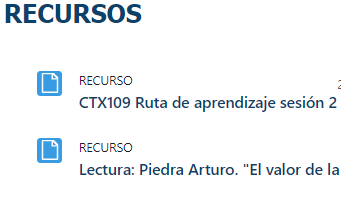 RECURSOS
RECURSO
CTX109 Ruta de aprendizaje sesión 2
RECURSO
Lectura: Piedra Arturo. "El valor de la